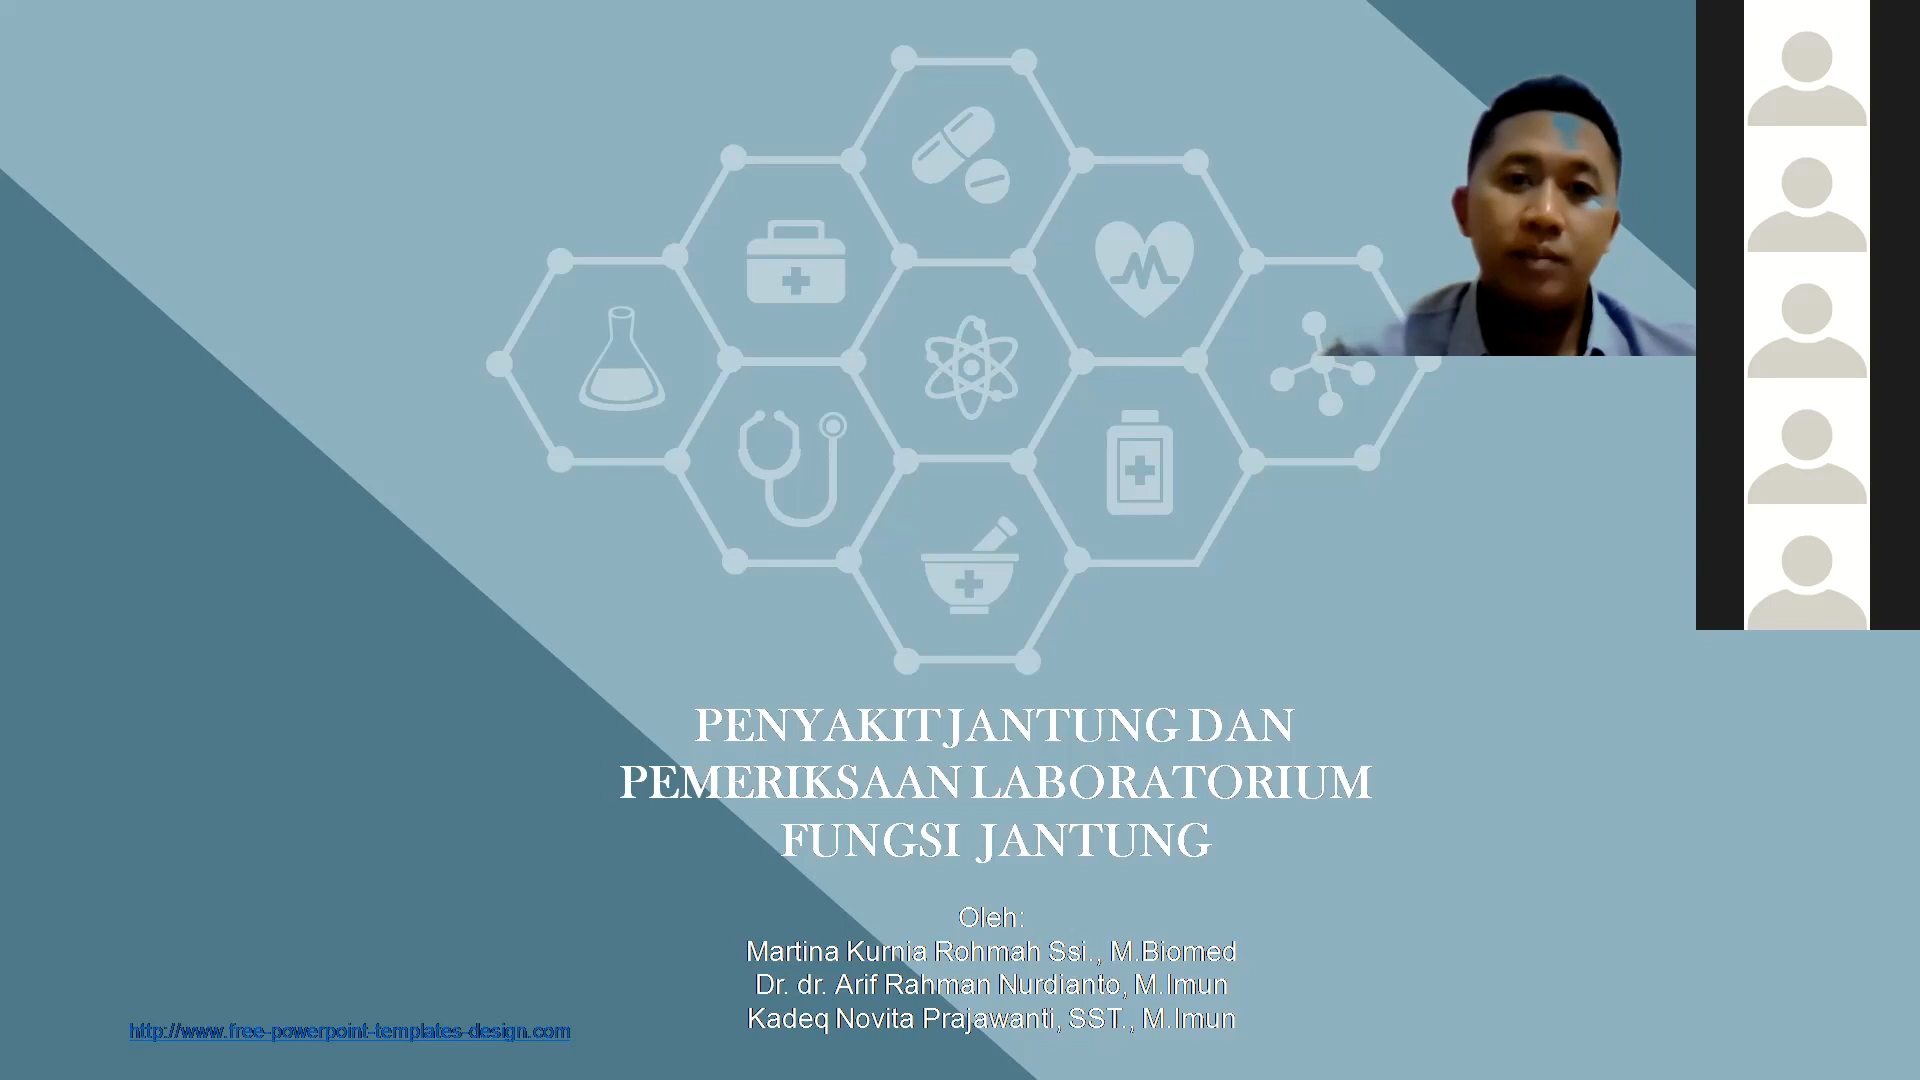 PENYAKIT JANTUNG DAN
PEMERIKSAAN LABORATORIUM
FUNGSI JANTUNG
Oleh:
Martina Kurnia Rohmah Ssi., M.Biomed
Dr. dr. Arif Rahman Nurdianto, M.Imun
Kadeq Novita Prajawanti, SST., M.Imun
http://www.free-powerpoint-templates-design.com